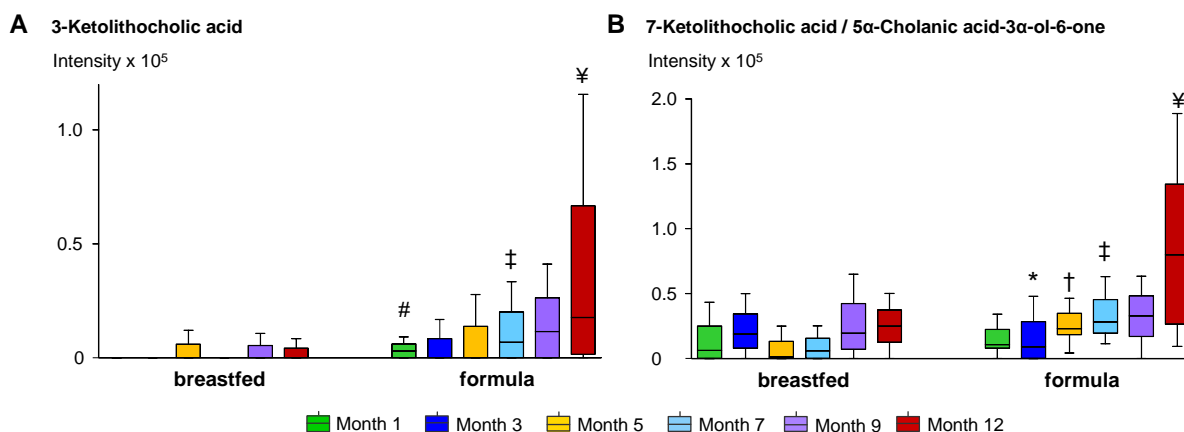 A 3-Ketolithocholic acid
Intensity x 10⁵
¥
1.0
0.5
‡
#
0
breastfed formula
B 7-Ketolithocholic acid / 5α-Cholanic acid-3α-ol-6-one
Intensity x 10⁵
2.0
¥
1.5
1.0
‡
* †
0.5
0
breastfed formula
Month 1 Month 3 Month 5 Month 7 Month 9 Month 12